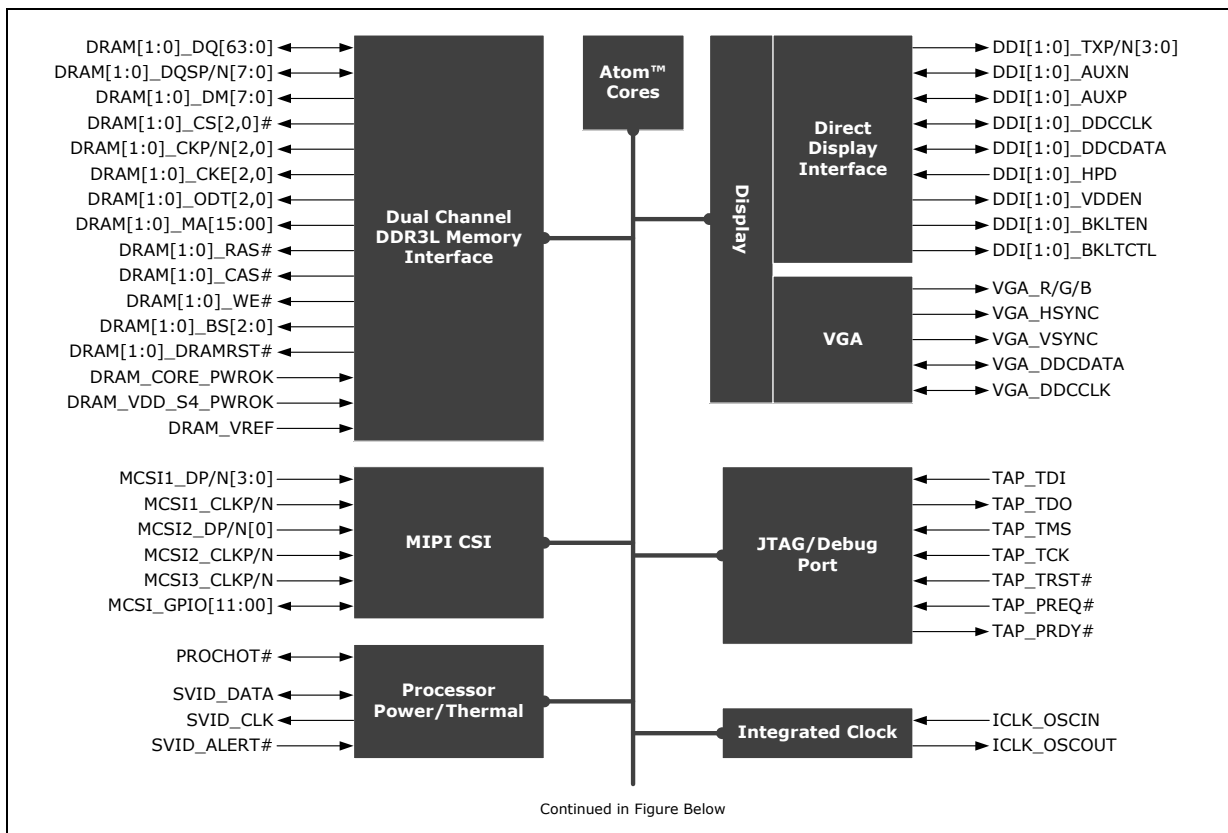 DRAM[1:0]_DQ[63:0]
DRAM[1:0]_DQSP/N[7:0]
DRAM[1:0]_DM[7:0]
DRAM[1:0]_CS[2,0]#
DRAM[1:0]_CKP/N[2,0]
DRAM[1:0]_CKE[2,0]
DRAM[1:0]_ODT[2,0]
DRAM[1:0]_MA[15:00]
DRAM[1:0]_RAS#
DRAM[1:0]_CAS#
DRAM[1:0]_WE#
DRAM[1:0]_BS[2:0]
DRAM[1:0]_DRAMRST#
DRAM_CORE_PWROK
DRAM_VDD_S4_PWROK
DRAM_VREF
Dual Channel
DDR3L Memory
Interface
Atom™
Cores
Display
Direct
Display
Interface
DDI[1:0]_TXP/N[3:0]
DDI[1:0]_AUXN
DDI[1:0]_AUXP
DDI[1:0]_DDCCLK
DDI[1:0]_DDCDATA
DDI[1:0]_HPD
DDI[1:0]_VDDEN
DDI[1:0]_BKLTEN
DDI[1:0]_BKLTCTL
VGA
VGA_R/G/B
VGA_HSYNC
VGA_VSYNC
VGA_DDCDATA
VGA_DDCCLK
MCSI1_DP/N[3:0]
MCSI1_CLKP/N
MCSI2_DP/N[0]
MCSI2_CLKP/N
MCSI3_CLKP/N
MCSI_GPIO[11:00]
MIPI CSI
JTAG/Debug
Port
TAP_TDI
TAP_TDO
TAP_TMS
TAP_TCK
TAP_TRST#
TAP_PREQ#
TAP_PRDY#
PROCHOT#
SVID_DATA
SVID_CLK
SVID_ALERT#
Processor
Power/Thermal
Integrated Clock
ICLK_OSCIN
ICLK_OSCOUT
Continued in Figure Below